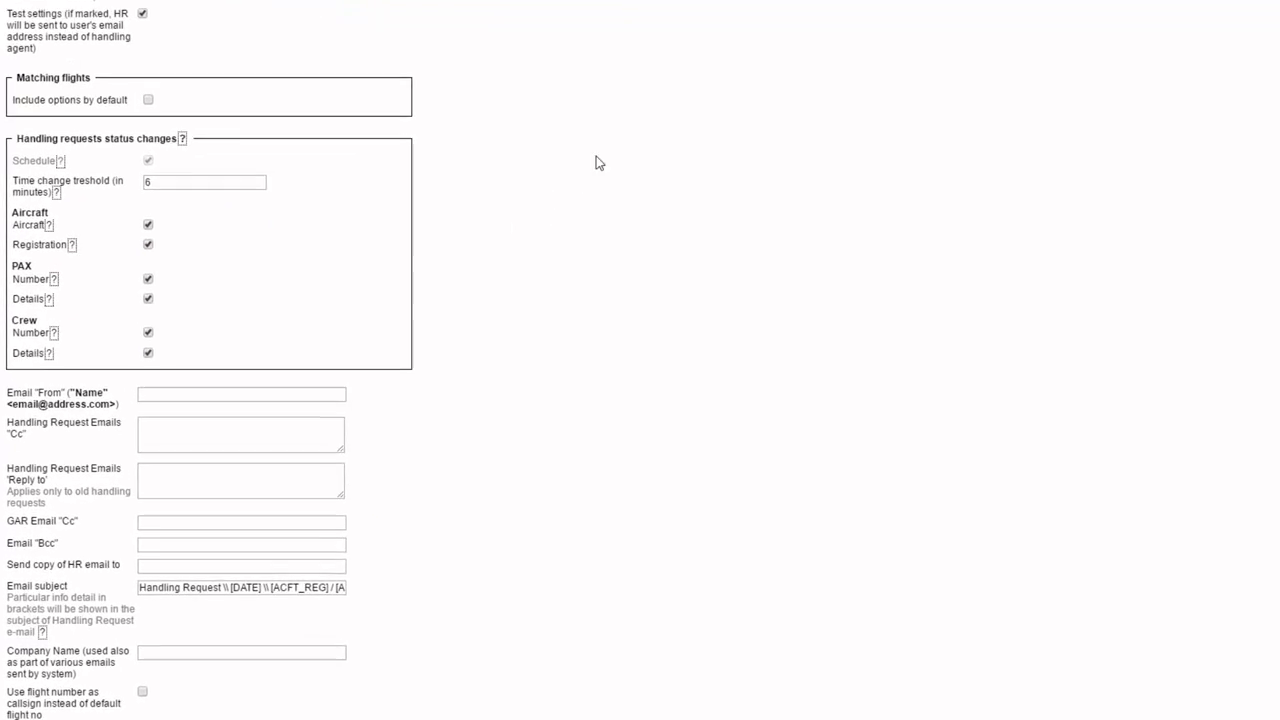 Test settings (if marked, HR
will be sent to user's email
address instead of handling
agent)
Matching flights
Include options by default
Handling requests status changes?
Schedule?
Time change treshold (in
minutes)?
6
Aircraft
Aircraft?
Registration?
PAX
Number?
Details?
Crew
Number?
Details?
Email "From" ("Name"
<email@address.com>)
Handling Request Emails
"Cc"
Handling Request Emails
'Reply to'
Applies only to old handling
requests
GAR Email "Cc"
Email "Bcc"
Send copy of HR email to
Email subject
Handling Request \\ [DATE] \\ [ACFT_REG] / [A
Particular info detail in
brackets will be shown in the
subject of Handling Request
e-mail ?
Company Name (used also
as part of various emails
sent by system)
Use flight number as
callsign instead of default
flight no